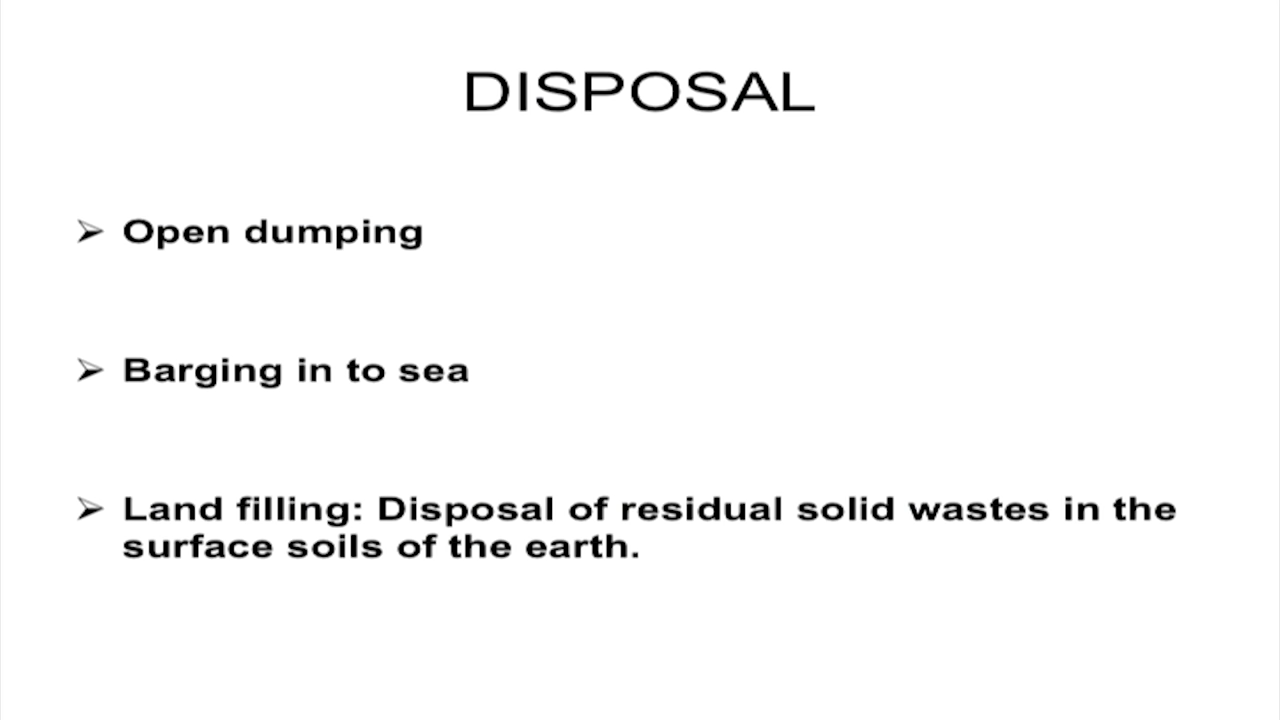 DISPOSAL
➢ Open dumping
➢ Barging in to sea
➢ Land filling: Disposal of residual solid wastes in the
surface soils of the earth.